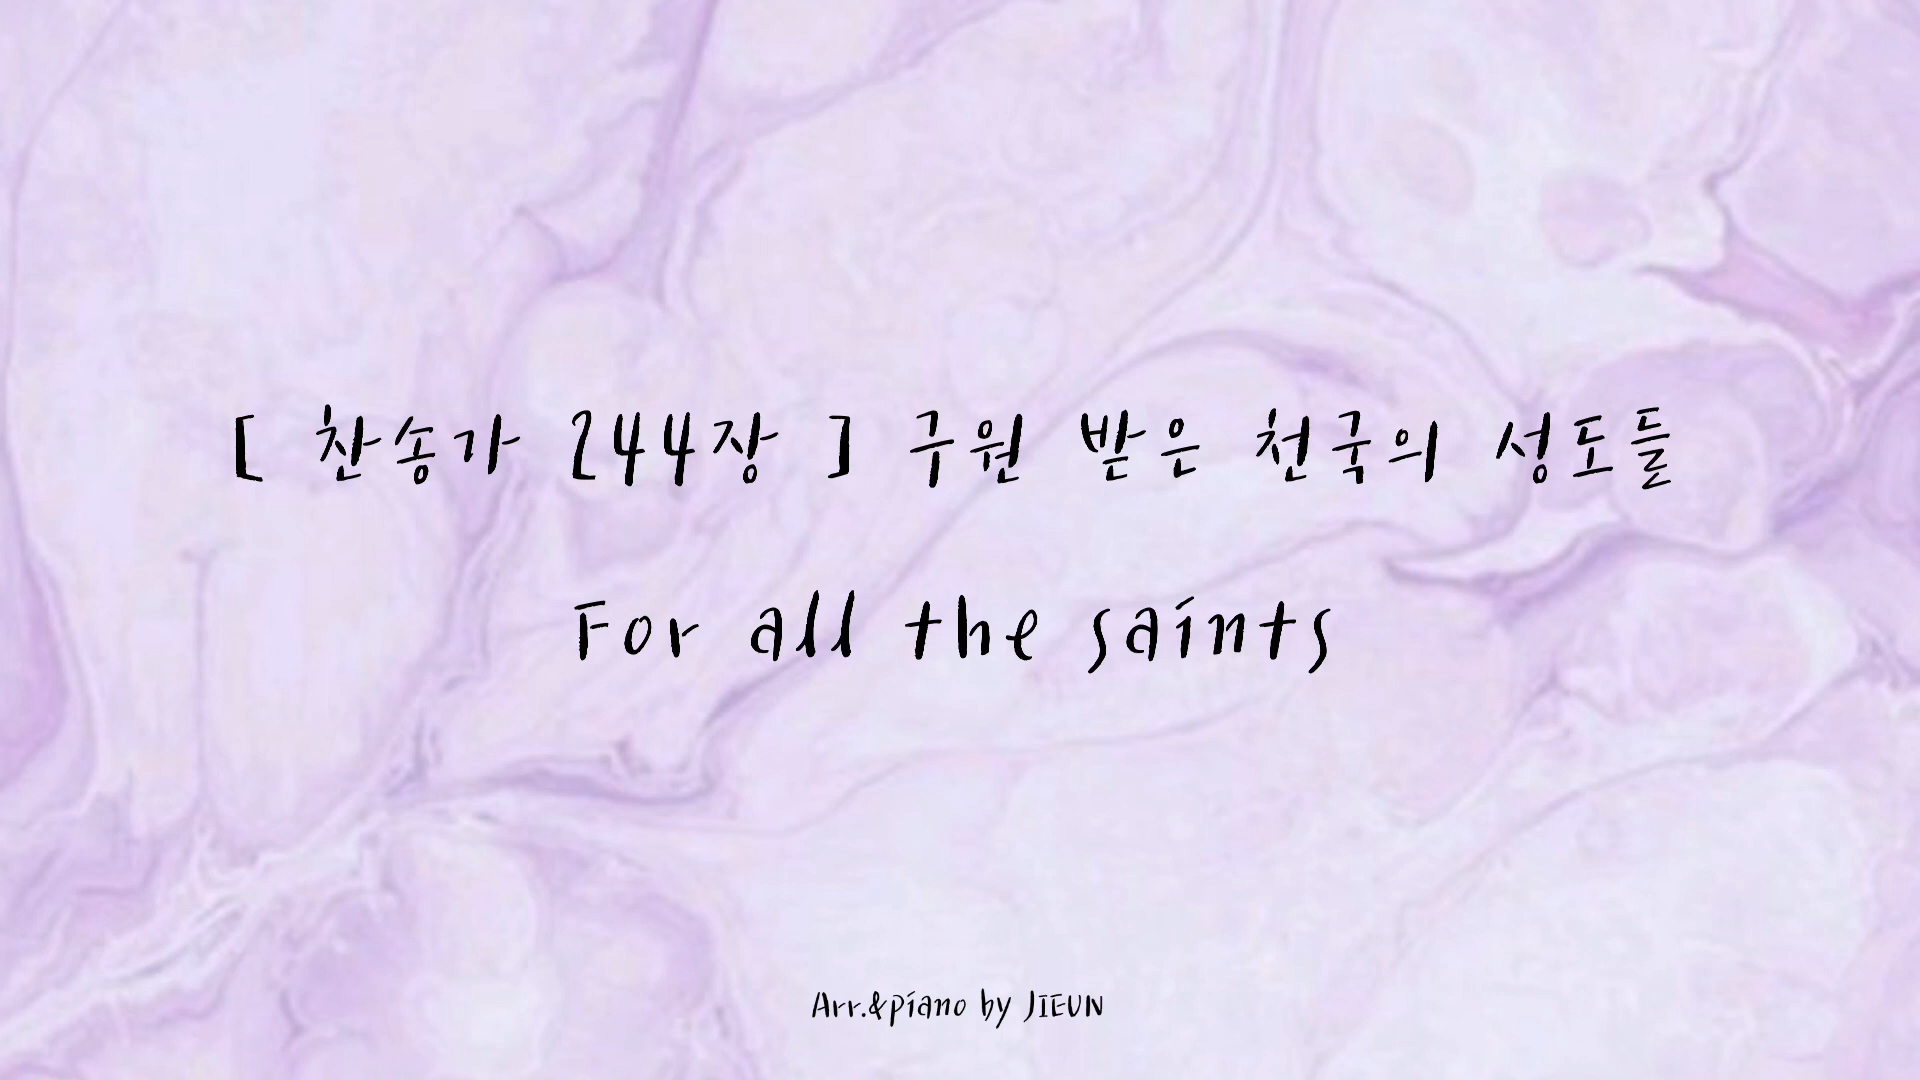 [ 찬송가 244장 ] 구원 받은 천국의 성도들
For all the saints
Arr.&piano by JIEUN